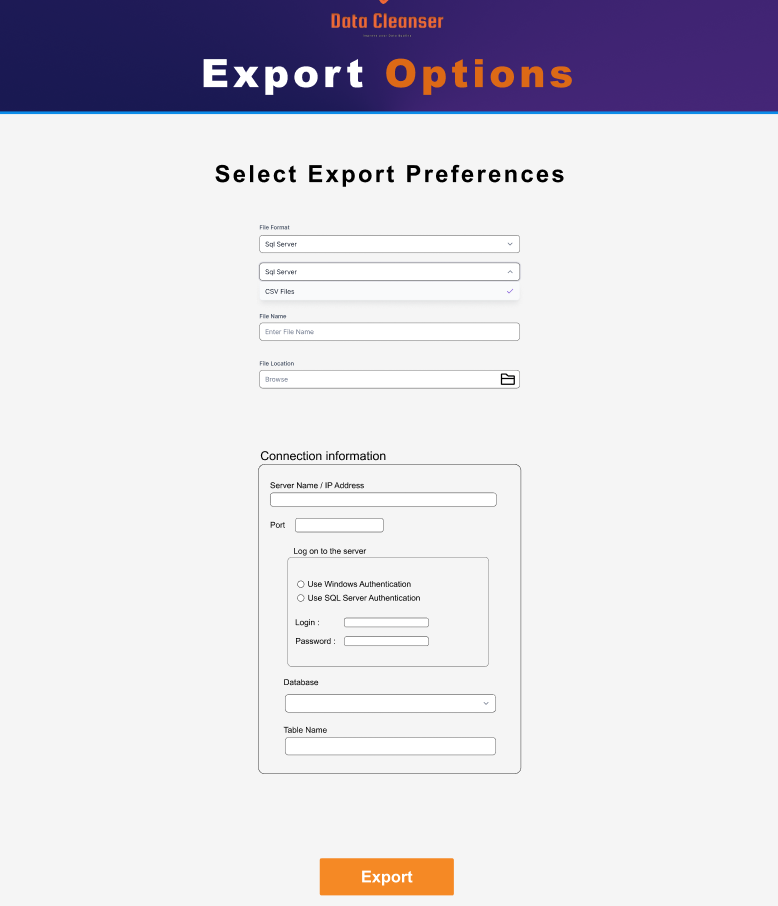 Data Cleanser
Export Options
Select Export Preferences
File Format
Sql Server
Sql Server
CSV Files
File Name
Enter File Name
File Location
Browse
Connection information
Server Name / IP Address
Port
Log on to the server
Use Windows Authentication
Use SQL Server Authentication
Login :
Password :
Database
Table Name
Export